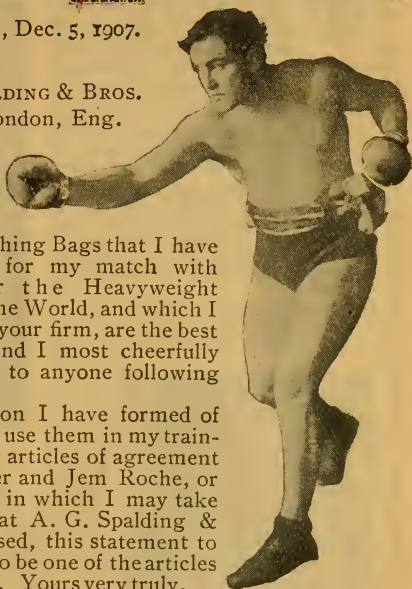 , Dec. 5, 1907.
DING & BROS.
ondon, Eng.
hing Bags that I have
for my match with
r the Heavyweight
he World, and which I
your firm, are the best
nd I most cheerfully
to anyone following
on I have formed of
use them in my train-
articles of agreement
er and Jem Roche, or
in which I may take
at A. G. Spalding &
sed, this statement to
o be one of the articles
. Yours very truly,